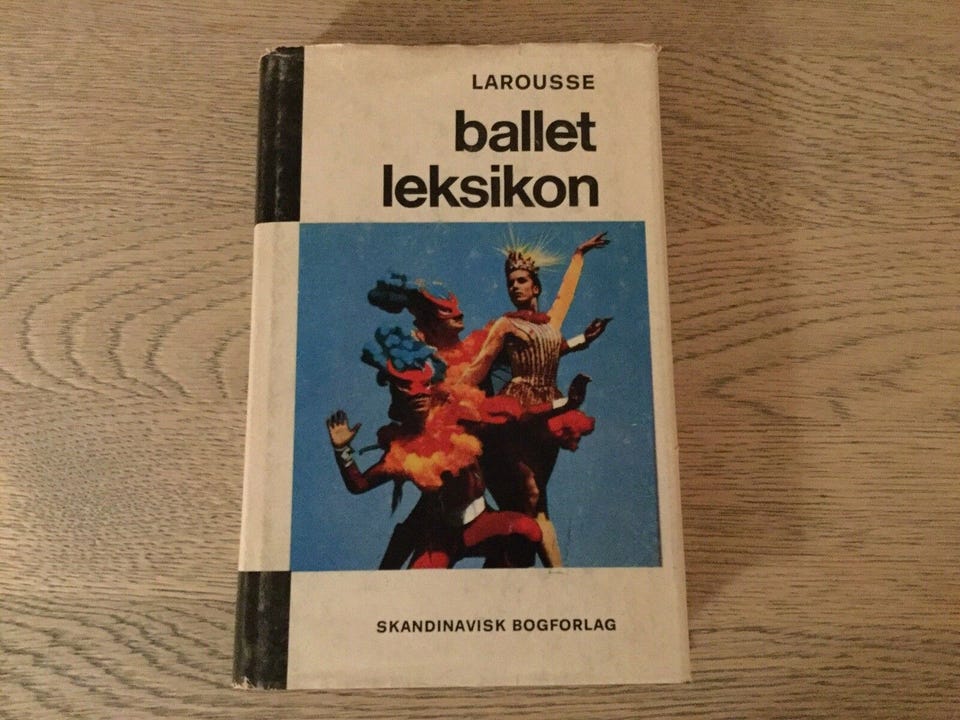 LAROUSSE
ballet
leksikon
SKANDINAVISK BOGFORLAG